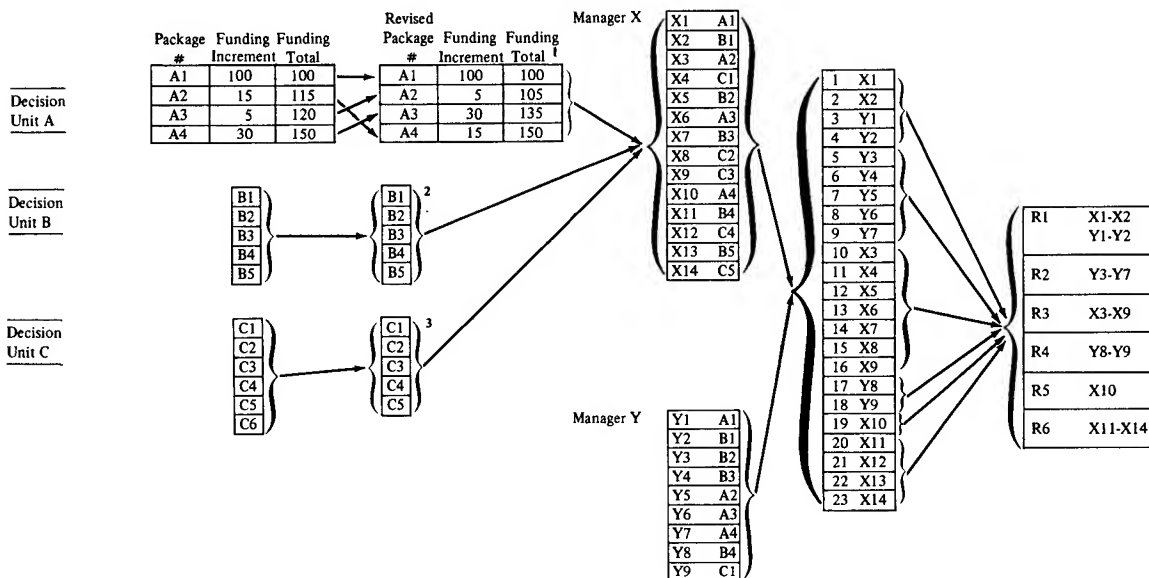 Package # Funding Increment Funding Total
A1 100 100
A2 15 115
A3 5 120
A4 30 150
Revised Package # Funding Increment Funding Total 1
A1 100 100
A2 5 105
A3 30 135
A4 15 150
Decision
Unit A
Decision
Unit B
B1
B2
B3
B4
B5
B1
B2
B3
B4
B5
2
Decision
Unit C
C1
C2
C3
C4
C5
C6
C1
C2
C3
C4
C5
3
Manager X
X1 A1
X2 B1
X3 A2
X4 C1
X5 B2
X6 A3
X7 B3
X8 C2
X9 C3
X10 A4
X11 B4
X12 C4
X13 B5
X14 C5
Manager Y
Y1 A1
Y2 B1
Y3 B2
Y4 B3
Y5 A2
Y6 A3
Y7 A4
Y8 B4
Y9 C1
1 X1
2 X2
3 Y1
4 Y2
5 Y3
6 Y4
7 Y5
8 Y6
9 Y7
10 X3
11 X4
12 X5
13 X6
14 X7
15 X8
16 X9
17 Y8
18 Y9
19 X10
20 X11
21 X12
22 X13
23 X14
R1 X1-X2
Y1-Y2
R2 Y3-Y7
R3 X3-X9
R4 Y8-Y9
R5 X10
R6 X11-X14